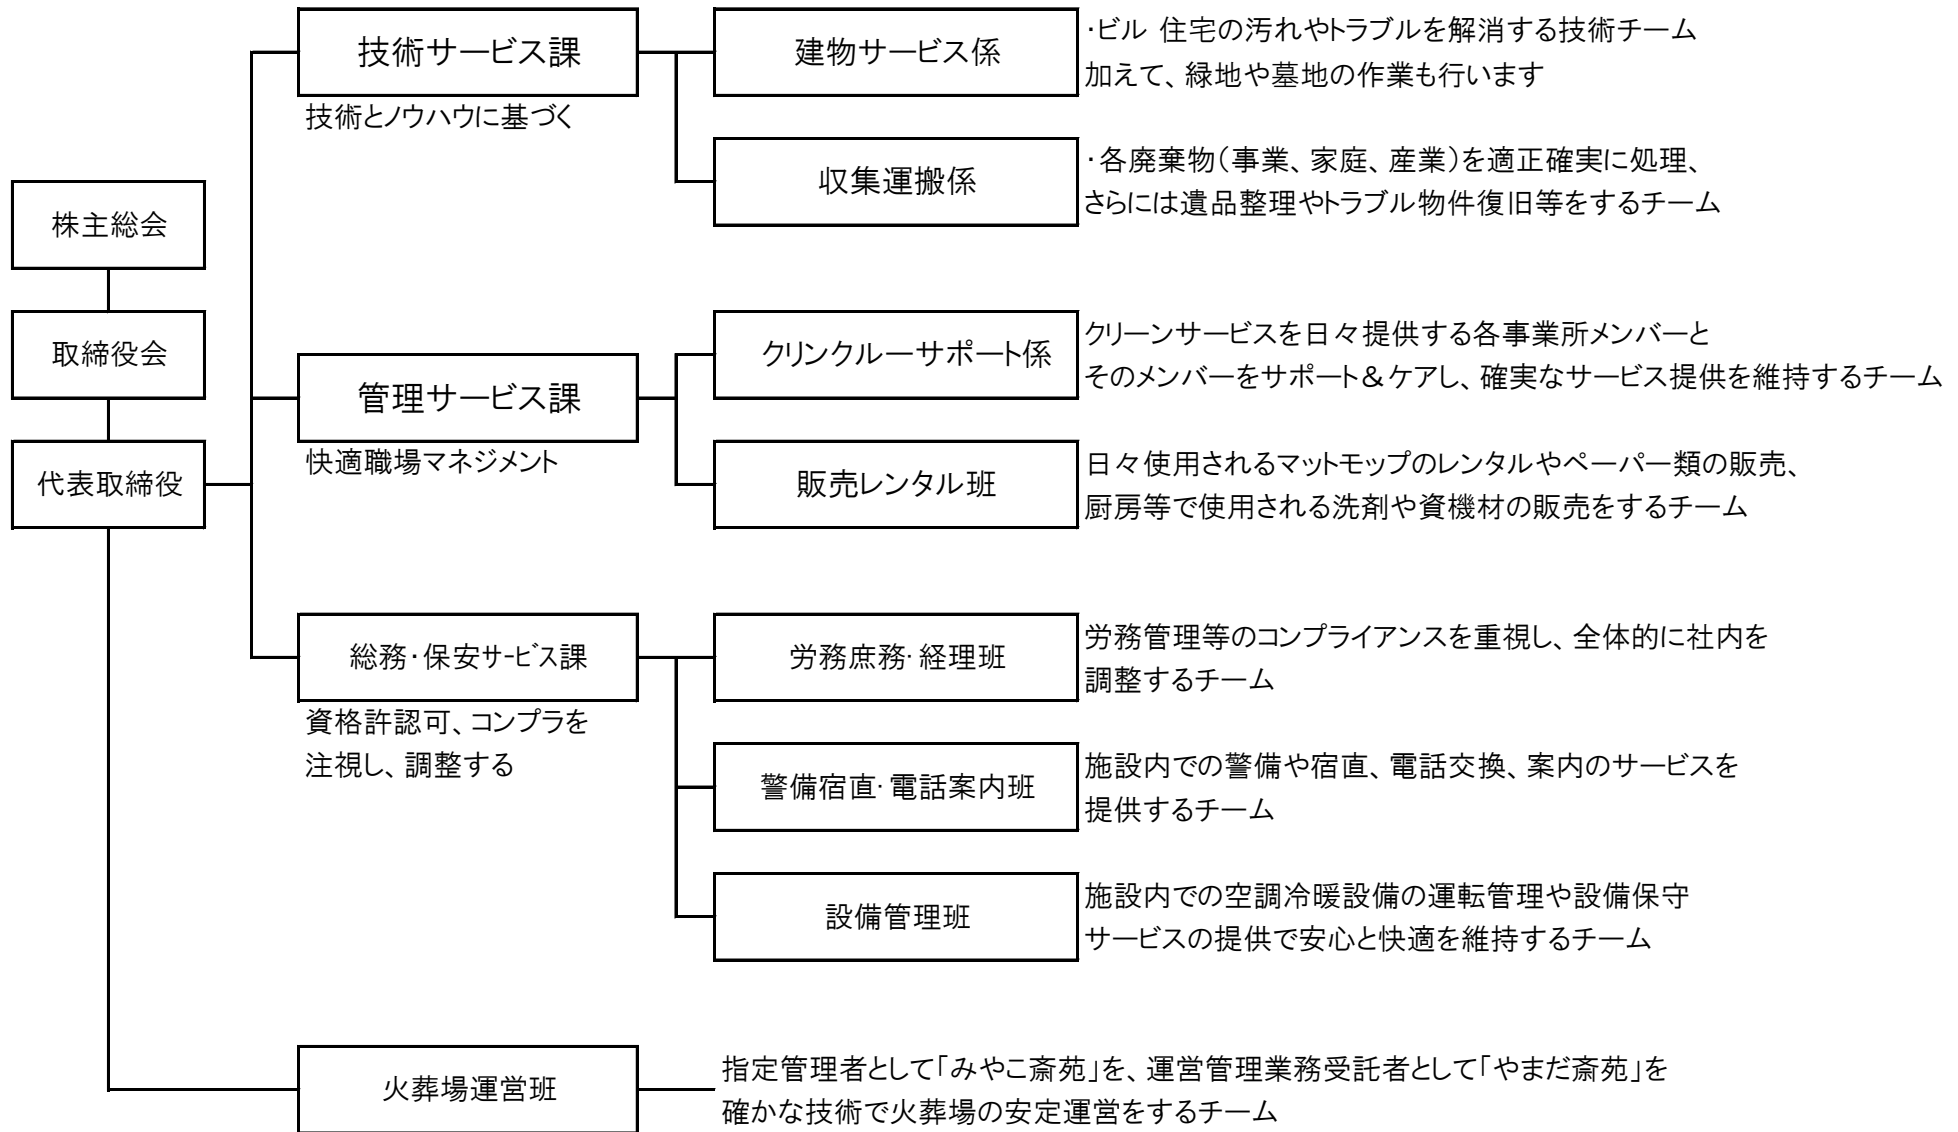 株主総会
取締役会
代表取締役
技術サービス課
技術とノウハウに基づく
建物サービス係
・ビル 住宅の汚れやトラブルを解消する技術チーム
加えて、緑地や墓地の作業も行います
収集運搬係
・各廃棄物（事業、家庭、産業）を適正確実に処理、
さらには遺品整理やトラブル物件復旧等をするチーム
管理サービス課
快適職場マネジメント
クリンクルーサポート係
クリーンサービスを日々提供する各事業所メンバーと
そのメンバーをサポート＆ケアし、確実なサービス提供を維持するチーム
販売レンタル班
日々使用されるマットモップのレンタルやペーパー類の販売、
厨房等で使用される洗剤や資機材の販売をするチーム
総務・保安ｻｰﾋﾞｽ課
資格許認可、コンプラを
注視し、調整する
労務庶務・経理班
労務管理等のコンプライアンスを重視し、全体的に社内を
調整するチーム
警備宿直・電話案内班
施設内での警備や宿直、電話交換、案内のサービスを
提供するチーム
設備管理班
施設内での空調冷暖設備の運転管理や設備保守
サービスの提供で安心と快適を維持するチーム
火葬場運営班
指定管理者として「みやこ斎苑」を、運営管理業務受託者として「やまだ斎苑」を
確かな技術で火葬場の安定運営をするチーム